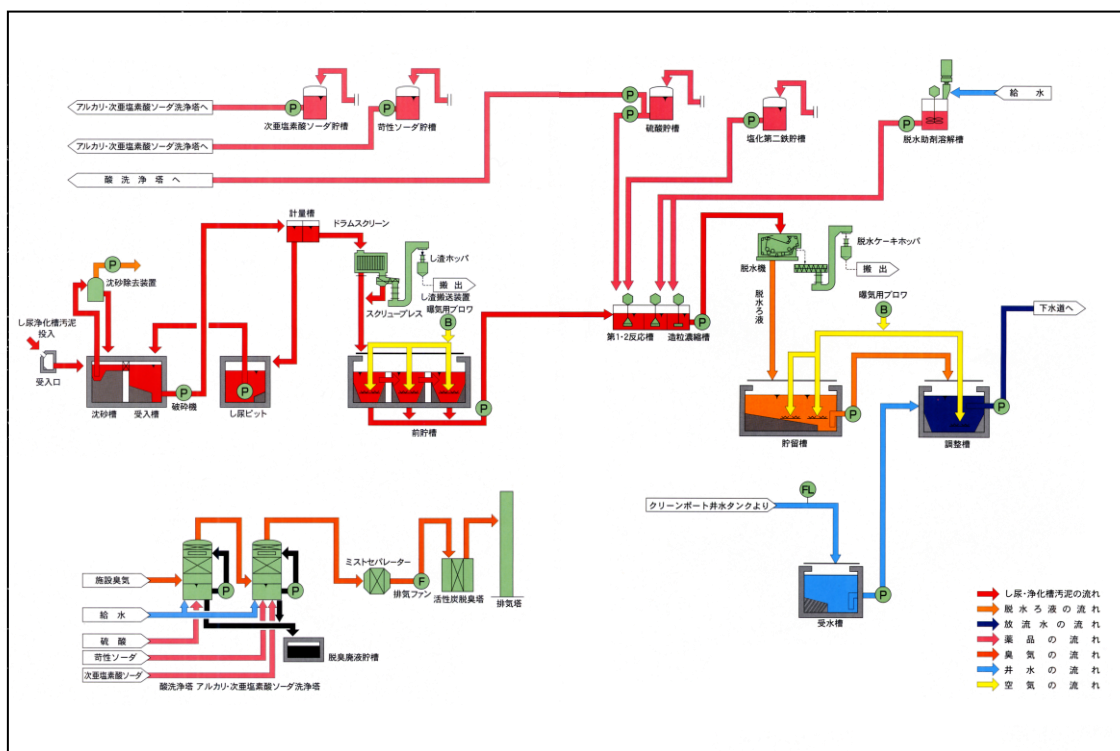 アルカリ・次亜塩素酸ソーダ洗浄塔へ
P
次亜塩素酸ソーダ貯槽
P
苛性ソーダ貯槽
アルカリ・次亜塩素酸ソーダ洗浄塔へ
酸洗浄塔へ
P
P
硫酸貯槽
P
塩化第二鉄貯槽
P
脱水助剤溶解槽
給水
計量槽
ドラムスクリーン
し渣ホッパ
搬出
し渣搬送装置
スクリュープレス
曝気用ブロワ
B
P
沈砂除去装置
し尿浄化槽汚泥
投入
受入口
沈砂槽
受入槽
P
破砕機
P
し尿ピット
前貯槽
P
第1・2反応槽
造粒濃縮槽
P
脱水機
脱水ケーキホッパ
搬出
脱水ろ液
曝気用ブロワ
B
貯留槽
P
調整槽
P
下水道へ
クリーンポート井水タンクより
FL
受水槽
P
施設臭気
給水
硫酸
苛性ソーダ
次亜塩素酸ソーダ
P
P
酸洗浄塔
アルカリ・次亜塩素酸ソーダ洗浄塔
脱臭廃液貯槽
ミストセパレーター
F
排気ファン
活性炭脱臭塔
排気塔
し尿・浄化槽汚泥の流れ
脱水ろ液の流れ
放流水の流れ
薬品の流れ
臭気の流れ
井水の流れ
空気の流れ